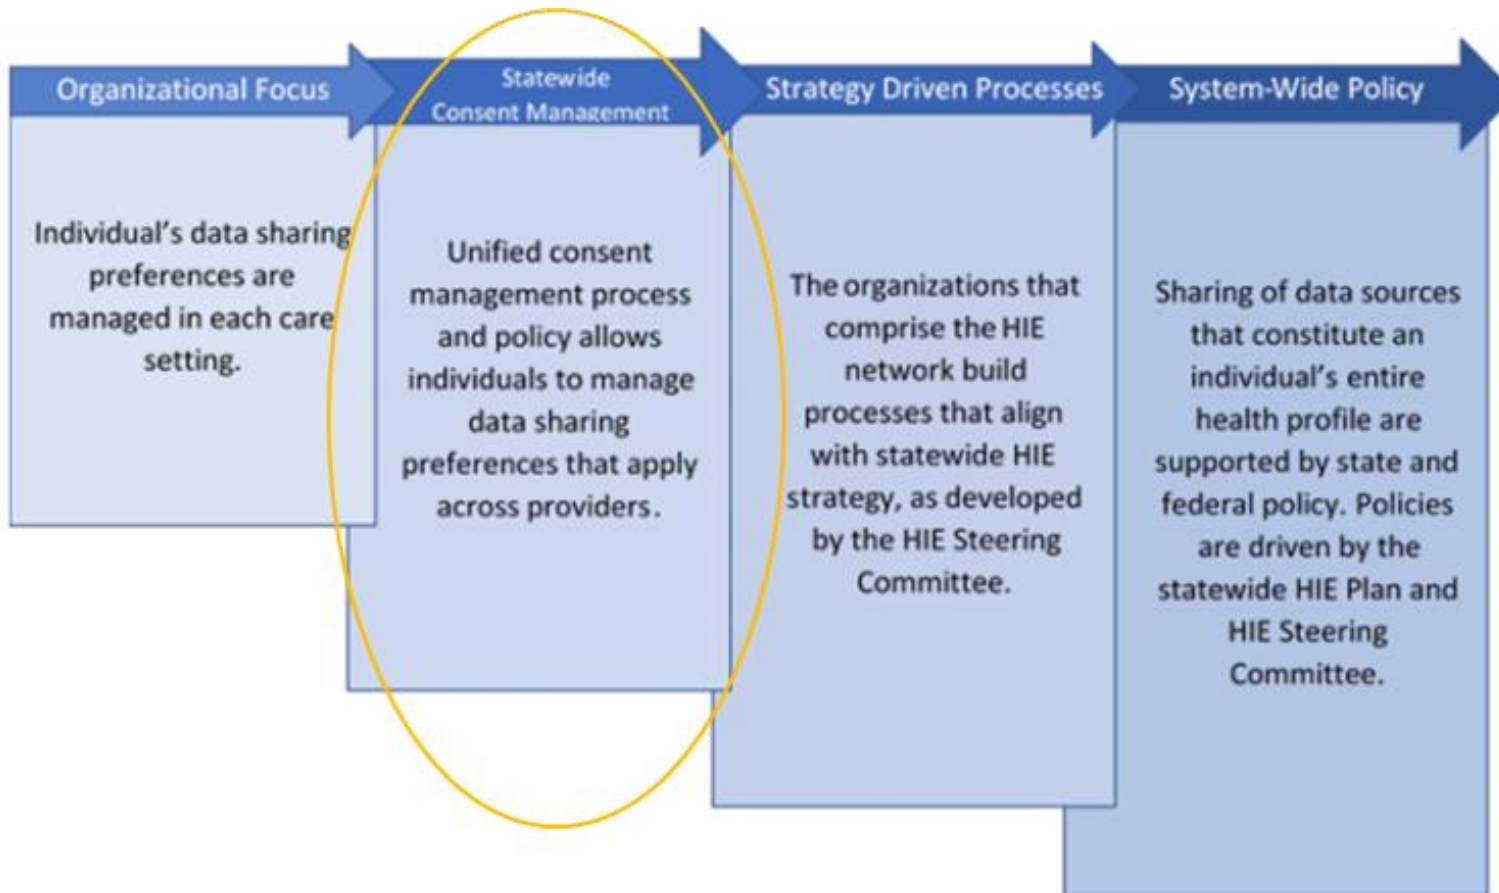 Organizational Focus
Individual's data sharing
preferences are
managed in each care
setting.
Statewide
Consent Management
Unified consent
management process
and policy allows
individuals to manage
data sharing
preferences that apply
across providers.
Strategy Driven Processes
The organizations that
comprise the HIE
network build
processes that align
with statewide HIE
strategy, as developed
by the HIE Steering
Committee.
System-Wide Policy
Sharing of data sources
that constitute an
individual's entire
health profile are
supported by state and
federal policy. Policies
are driven by the
statewide HIE Plan and
HIE Steering
Committee.